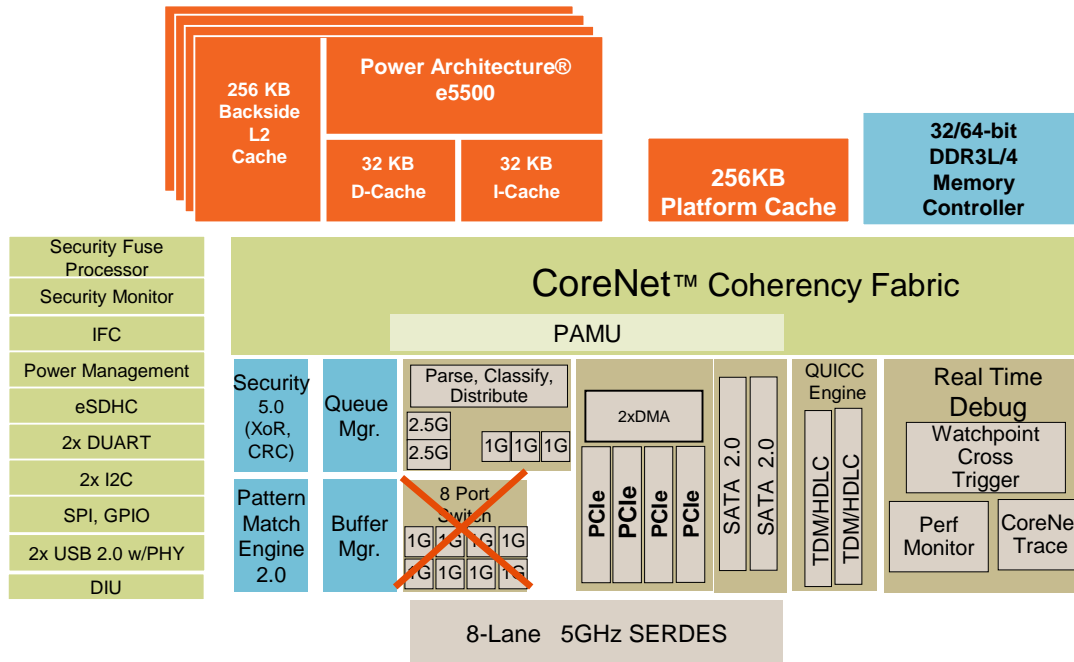 256 KB
Backside
L2
Cache
Power Architecture®
e5500
32 KB
D-Cache
32 KB
I-Cache
256KB
Platform Cache
32/64-bit
DDR3L/4
Memory
Controller
Security Fuse
Processor
Security Monitor
IFC
Power Management
eSDHC
2x DUART
2x I2C
SPI, GPIO
2x USB 2.0 w/PHY
DIU
CoreNet™ Coherency Fabric
PAMU
Security
5.0
(XoR,
CRC)
Queue
Mgr.
Pattern
Match
Engine
2.0
Buffer
Mgr.
Parse, Classify,
Distribute
2.5G
2.5G
1G 1G 1G
8 Port
Switch
1G 1G 1G 1G
1G 1G 1G 1G
2xDMA
PCIe
PCIe
PCIe
PCIe
SATA 2.0
SATA 2.0
QUICC
Engine
TDM/HDLC
TDM/HDLC
Real Time
Debug
Watchpoint
Cross
Trigger
Perf
Monitor
CoreNet
Trace
8-Lane 5GHz SERDES